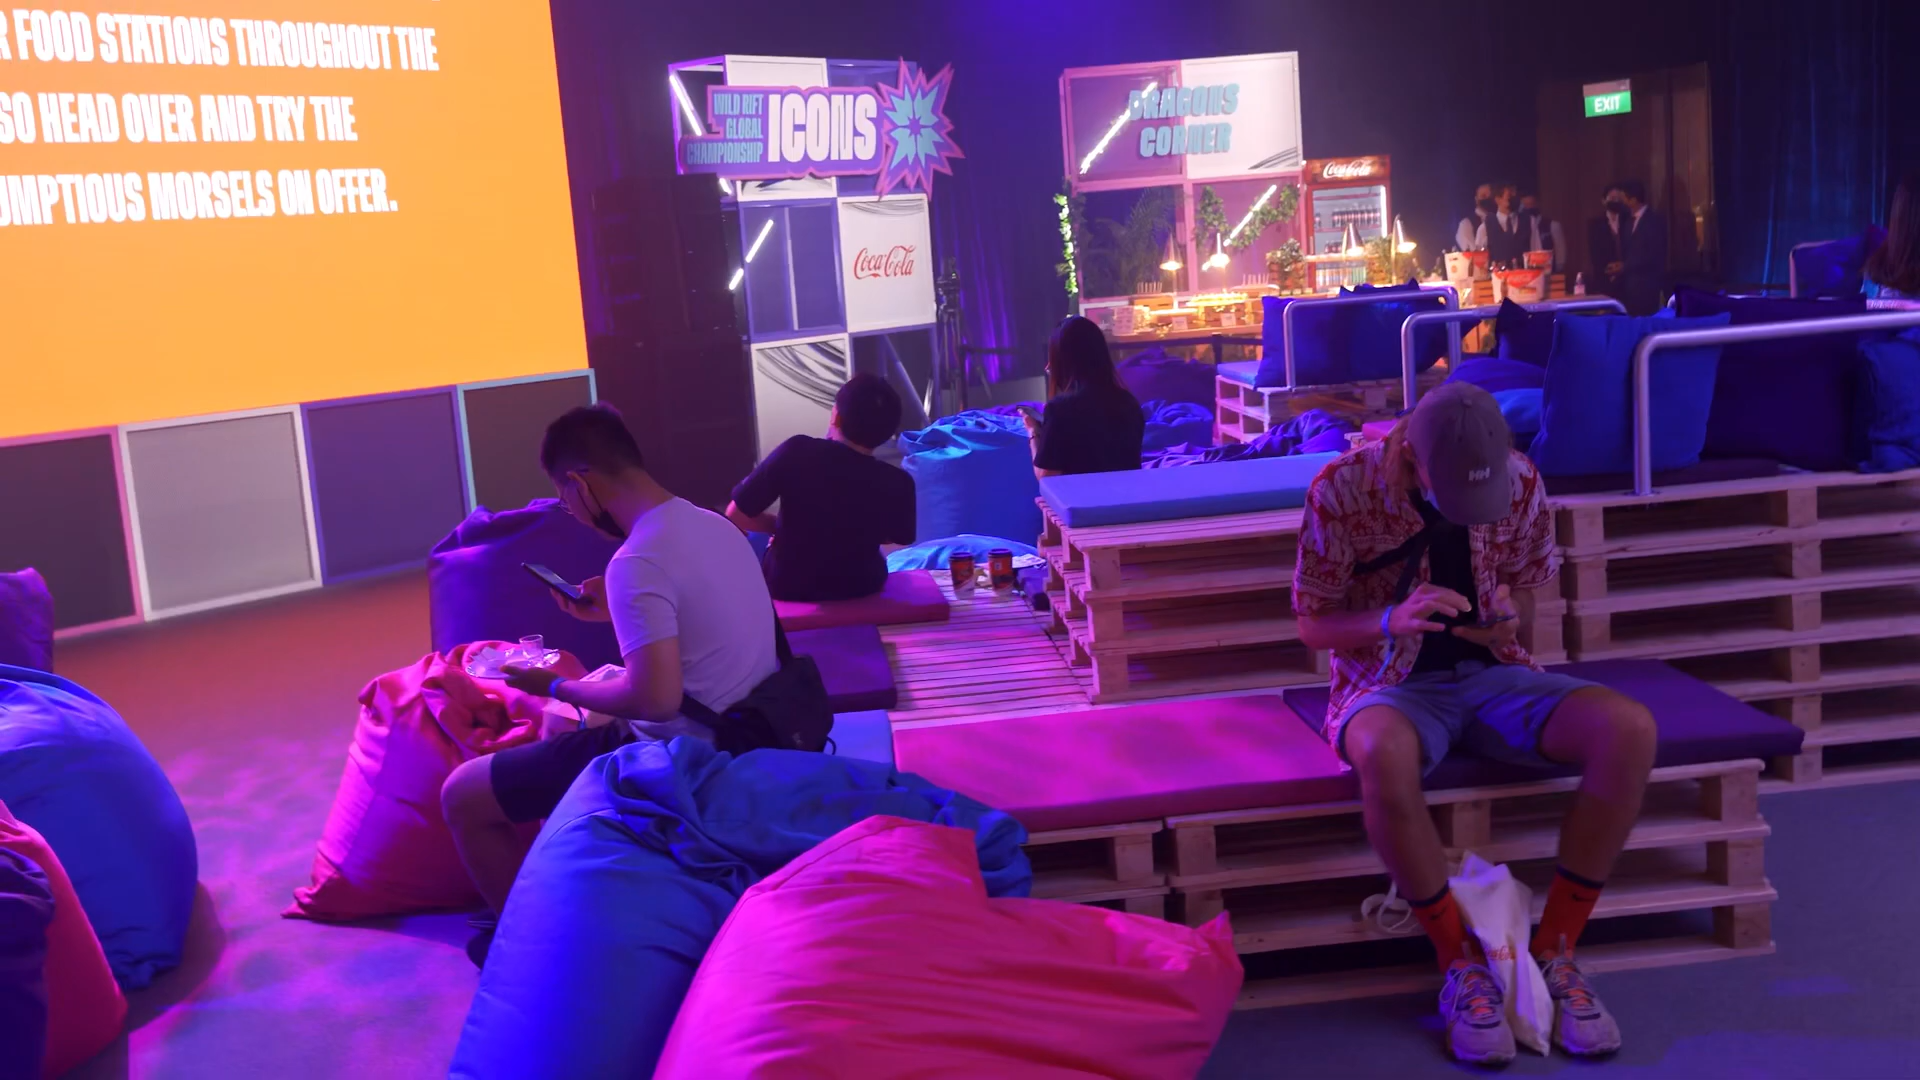 R FOOD STATIONS THROUGHOUT THE
SO HEAD OVER AND TRY THE
UMPTIOUS MORSELS ON OFFER.
WILD RIFT
GLOBAL
CHAMPIONSHIP
ICONS
DRAGONS
CORNER
EXIT
Coca-Cola
Coca-Cola
HH